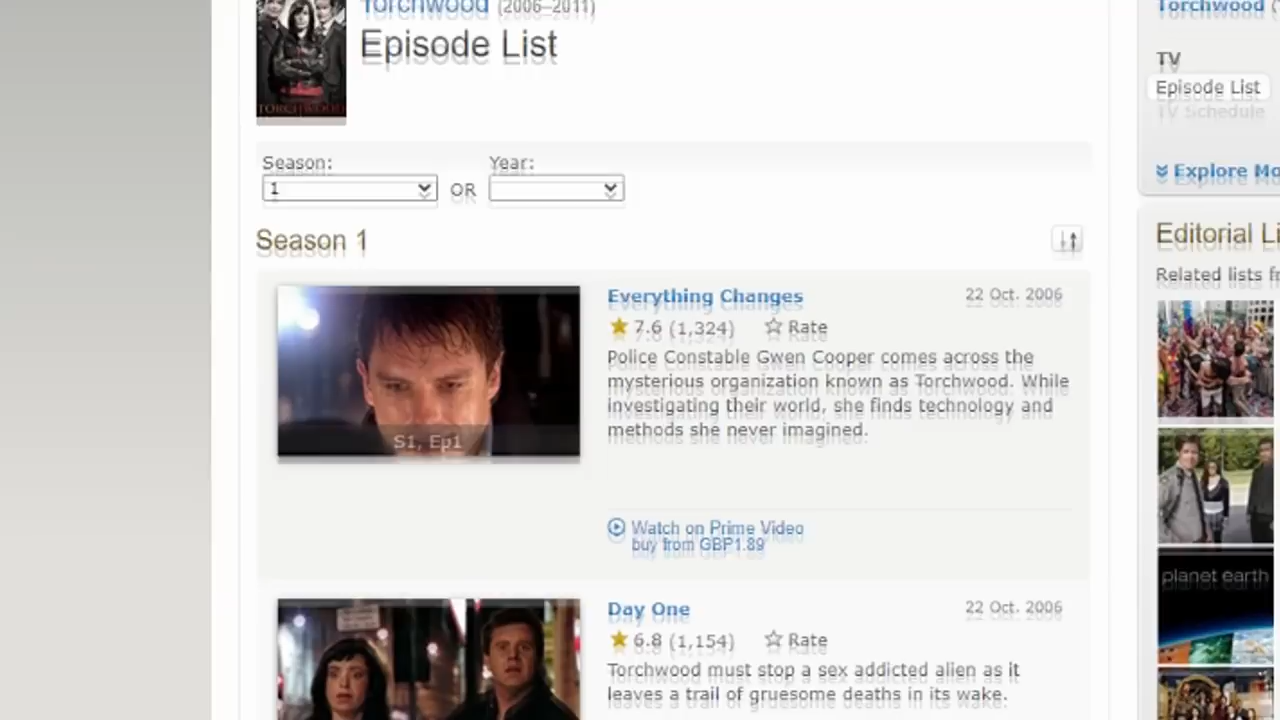 Torchwood (2006–2011)
Episode List
TORCHWOOD
Season:
Year:
1
OR
Season 1
Everything Changes
22 Oct. 2006
7.6 (1,324)
Rate
Police Constable Gwen Cooper comes across the
mysterious organization known as Torchwood. While
investigating their world, she finds technology and
methods she never imagined.
S1, Ep1
Watch on Prime Video
buy from GBP1.89
Day One
22 Oct. 2006
6.8 (1,154)
Rate
Torchwood must stop a sex addicted alien as it
leaves a trail of gruesome deaths in its wake.
Torchwood
TV
Episode List
TV Schedule
Explore
Editorial
Related lists
planet earth